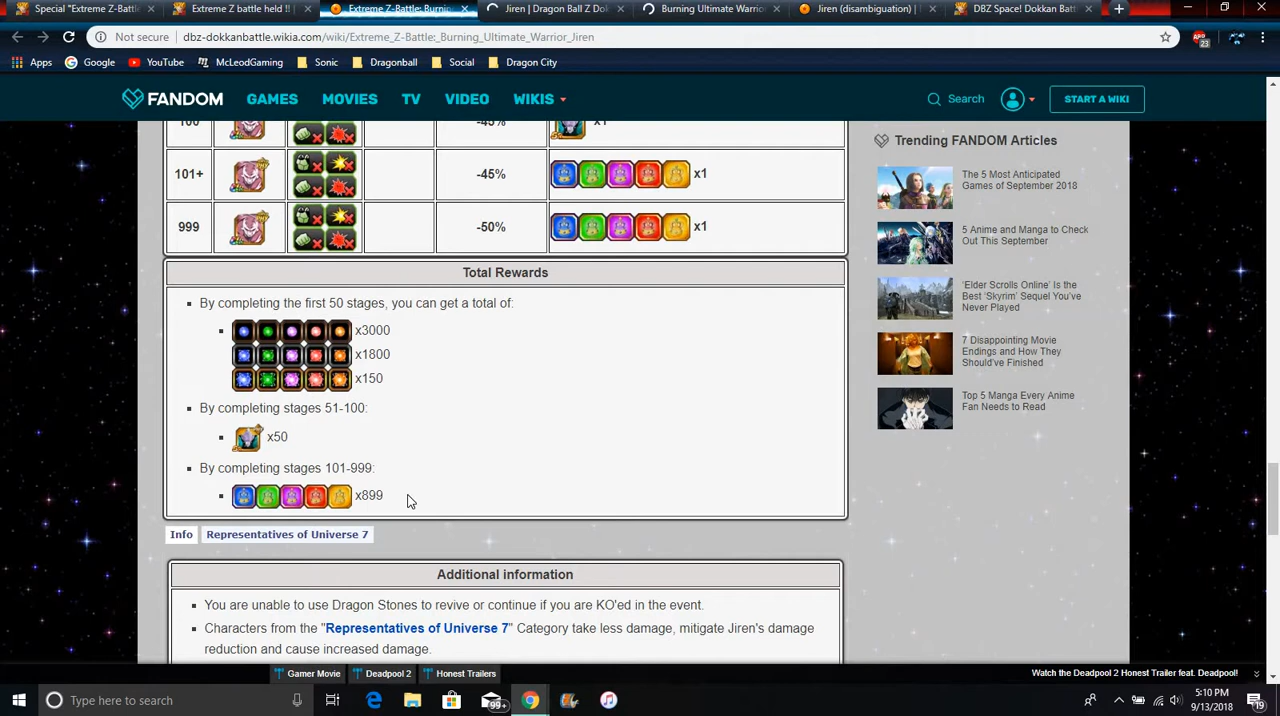 Special "Extreme Z-Battle
Extreme Z battle held !!
Extreme Z-Battle: Burning
Jiren | Dragon Ball Z Dok
Burning Ultimate Warrior
Jiren (disambiguation) |
DBZ Space! Dokkan Battl
Not secure | dbz-dokkanbattle.wikia.com/wiki/Extreme_Z-Battle:_Burning_Ultimate_Warrior_Jiren
23
Apps Google YouTube McLeodGaming Sonic Dragonball Social Dragon City
FANDOM GAMES MOVIES TV VIDEO WIKIS Search START A WIKI
100 -45% x1
101+ -45% x1
999 -50% x1
Total Rewards
By completing the first 50 stages, you can get a total of:
x3000
x1800
x150
By completing stages 51-100:
x50
By completing stages 101-999:
x899
Info Representatives of Universe 7
Additional information
You are unable to use Dragon Stones to revive or continue if you are KO'ed in the event.
Characters from the "Representatives of Universe 7" Category take less damage, mitigate Jiren's damage
reduction and cause increased damage.
Trending FANDOM Articles
The 5 Most Anticipated
Games of September 2018
5 Anime and Manga to Check
Out This September
'Elder Scrolls Online' Is the
Best 'Skyrim' Sequel You've
Never Played
7 Disappointing Movie
Endings and How They
Should've Finished
Top 5 Manga Every Anime
Fan Needs to Read
Gamer Movie Deadpool 2 Honest Trailers Watch the Deadpool 2 Honest Trailer feat. Deadpool!
Type here to search
99+
5:10 PM
9/13/2018
19